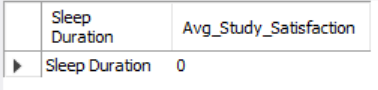 Sleep
Duration
Avg_Study_Satisfaction
Sleep Duration 0